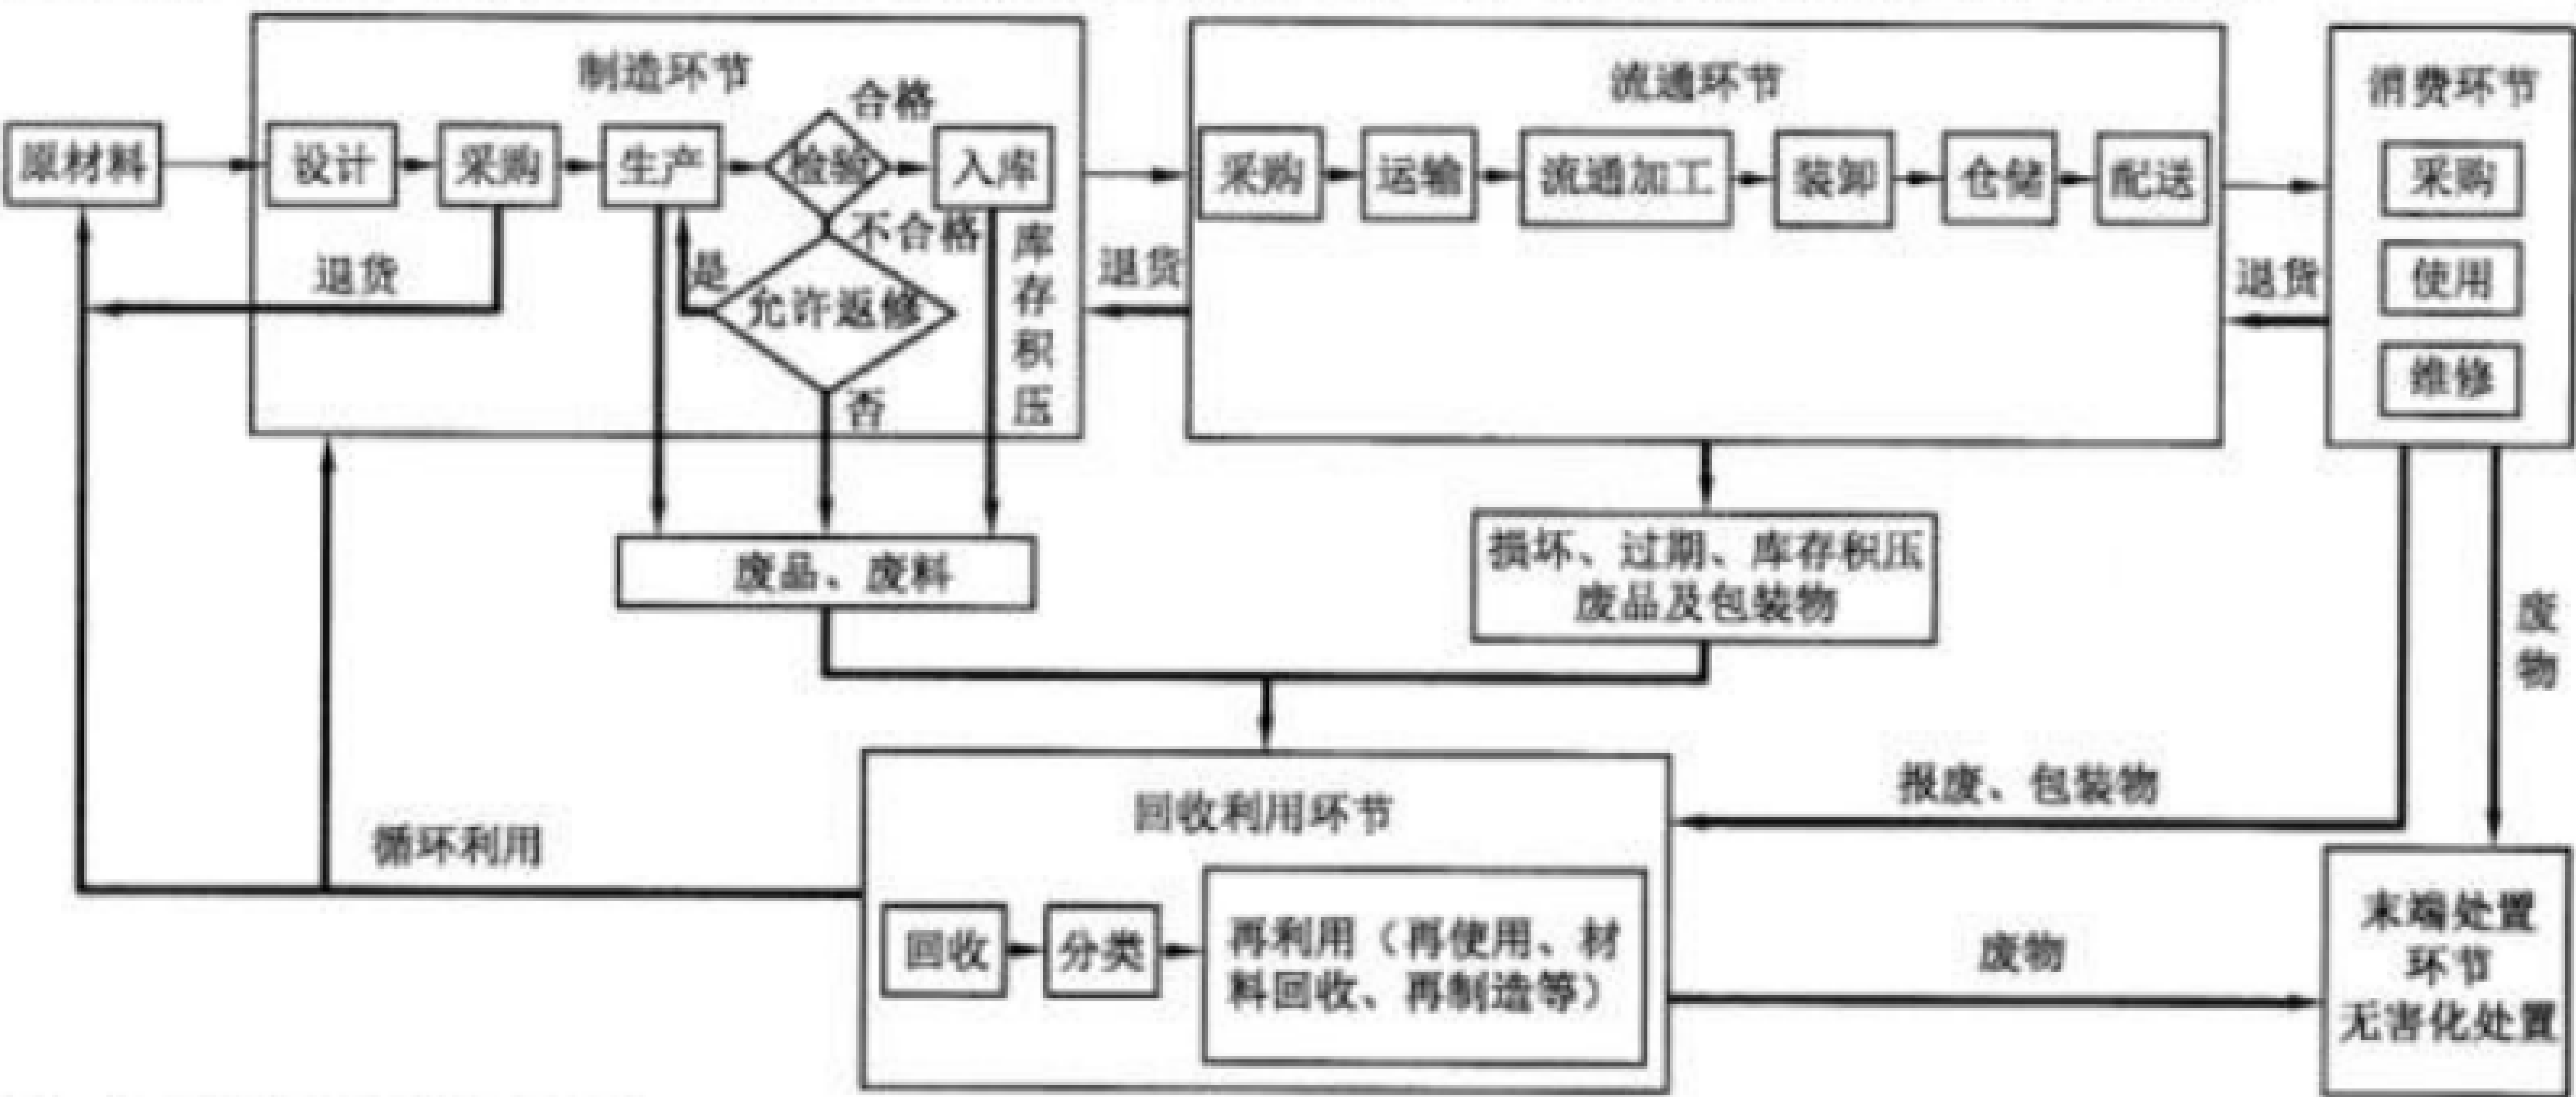 制造环节
流通环节
消费环节
合格
原材料
设计
采购
生产
检验
入库
采购
运输
流通加工
装卸
仓储
配送
采购
使用
维修
不合格
退货
是
允许返修
否
库存积压
退货
退货
废品、废料
损坏、过期、库存积压
废品及包装物
废物
报废、包装物
回收利用环节
循环利用
回收
分类
再利用（再使用、材
料回收、再制造等）
废物
末端处置
环节
无害化处置